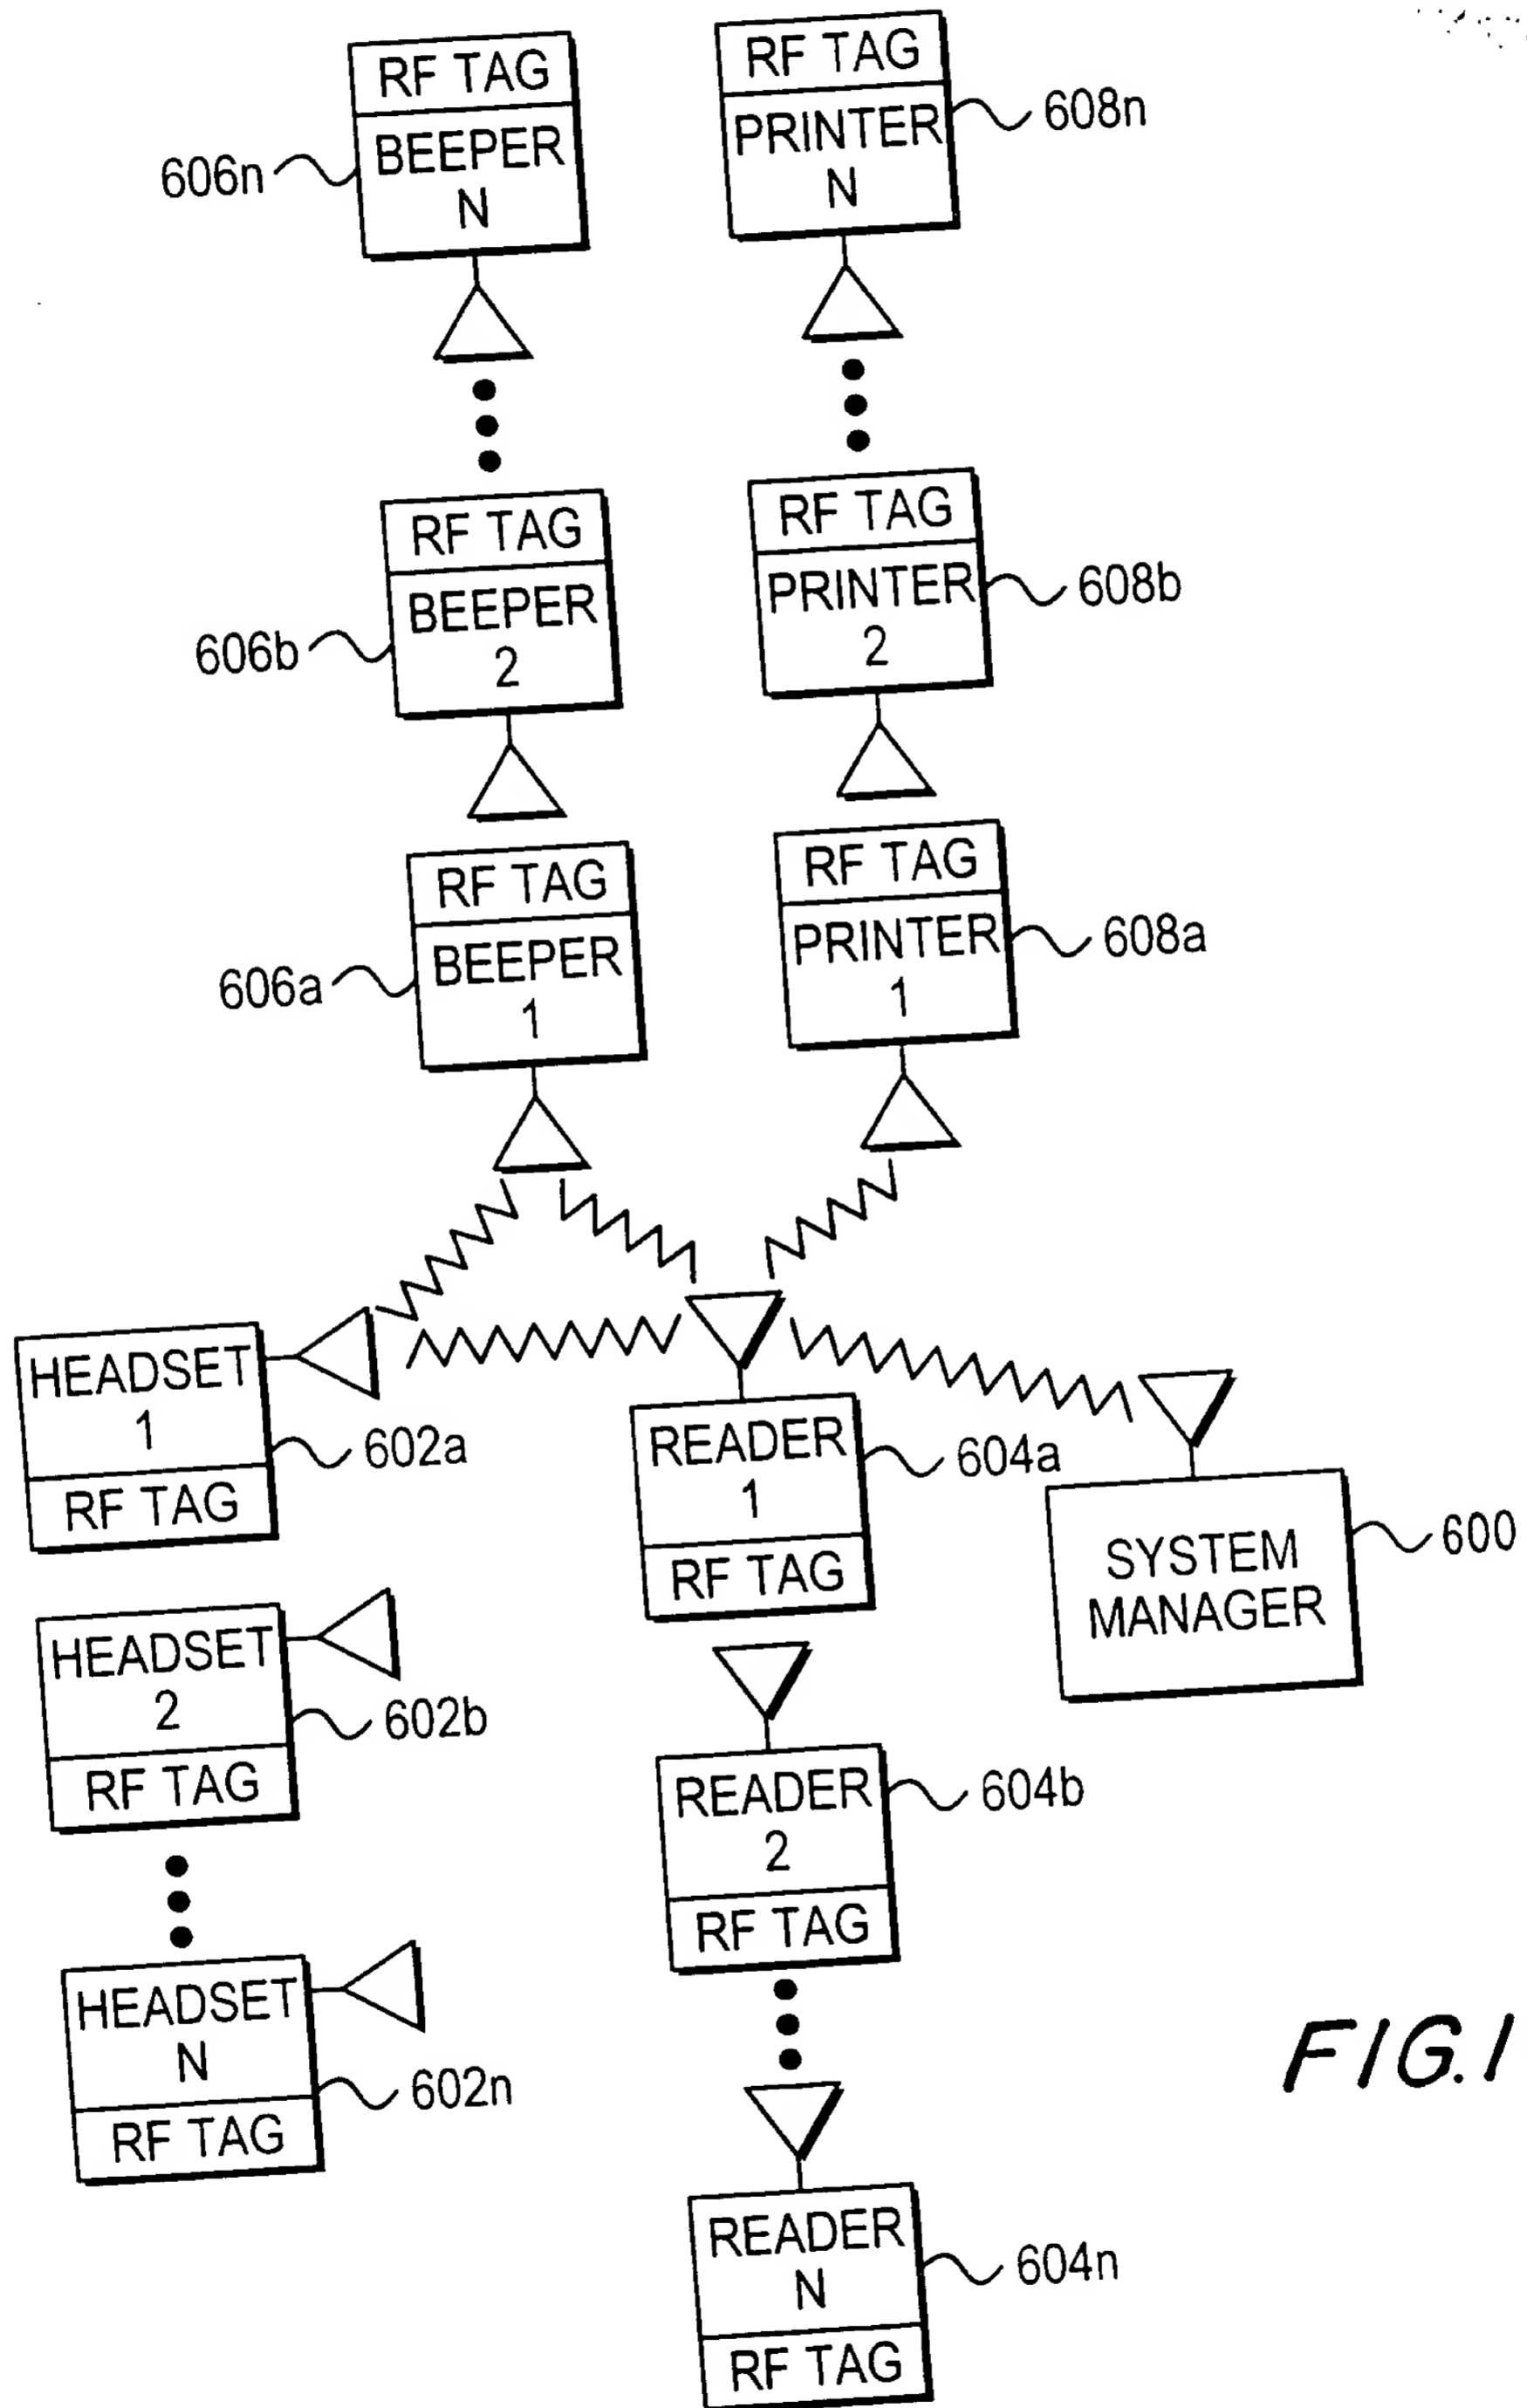 RF TAG
BEEPER
N
606n
RF TAG
PRINTER
N
608n
RF TAG
BEEPER
2
606b
RF TAG
PRINTER
2
608b
RF TAG
BEEPER
1
606a
RF TAG
PRINTER
1
608a
HEADSET
1
RF TAG
602a
READER
1
RF TAG
604a
SYSTEM
MANAGER
600
HEADSET
2
RF TAG
602b
READER
2
RF TAG
604b
HEADSET
N
RF TAG
602n
READER
N
RF TAG
604n
FIG.1